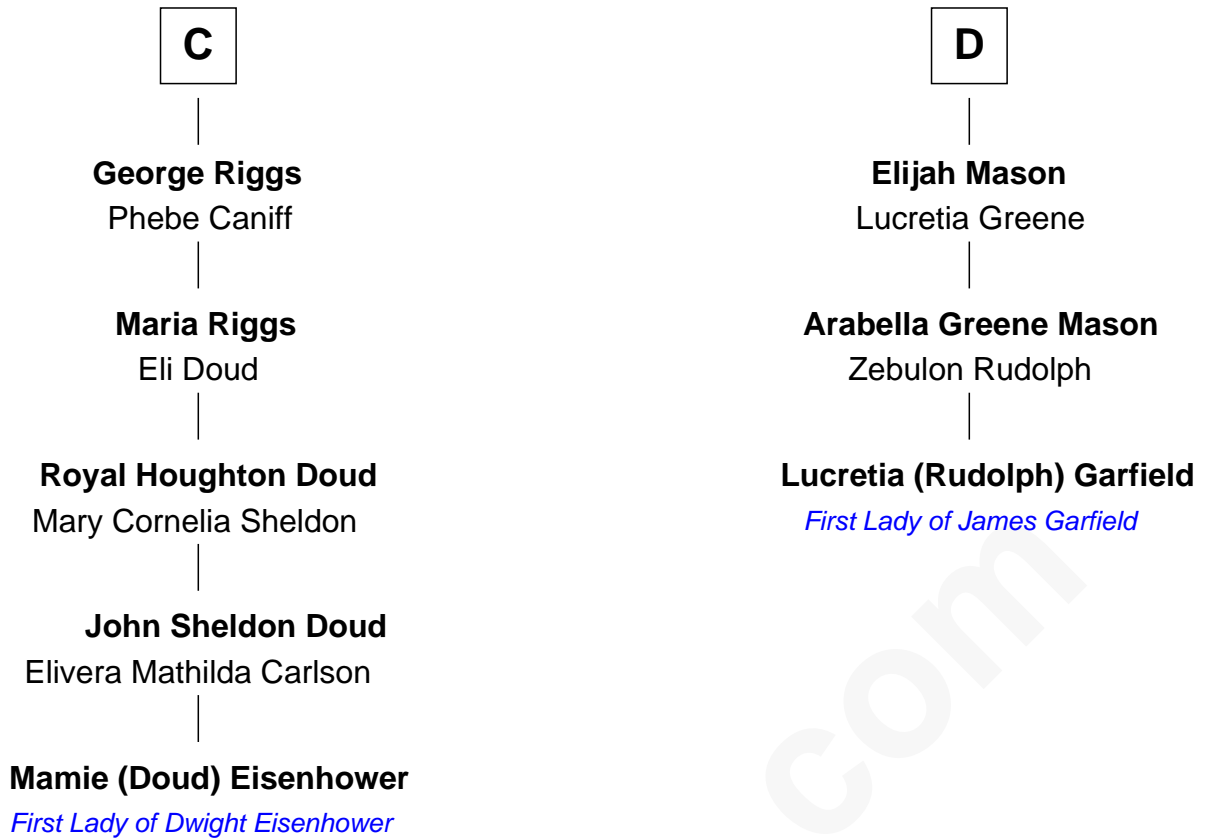 C
George Riggs
Phebe Caniff
Maria Riggs
Eli Doud
Royal Houghton Doud
Mary Cornelia Sheldon
John Sheldon Doud
Elivera Mathilda Carlson
Mamie (Doud) Eisenhower
First Lady of Dwight Eisenhower
D
Elijah Mason
Lucretia Greene
Arabella Greene Mason
Zebulon Rudolph
Lucretia (Rudolph) Garfield
First Lady of James Garfield
com